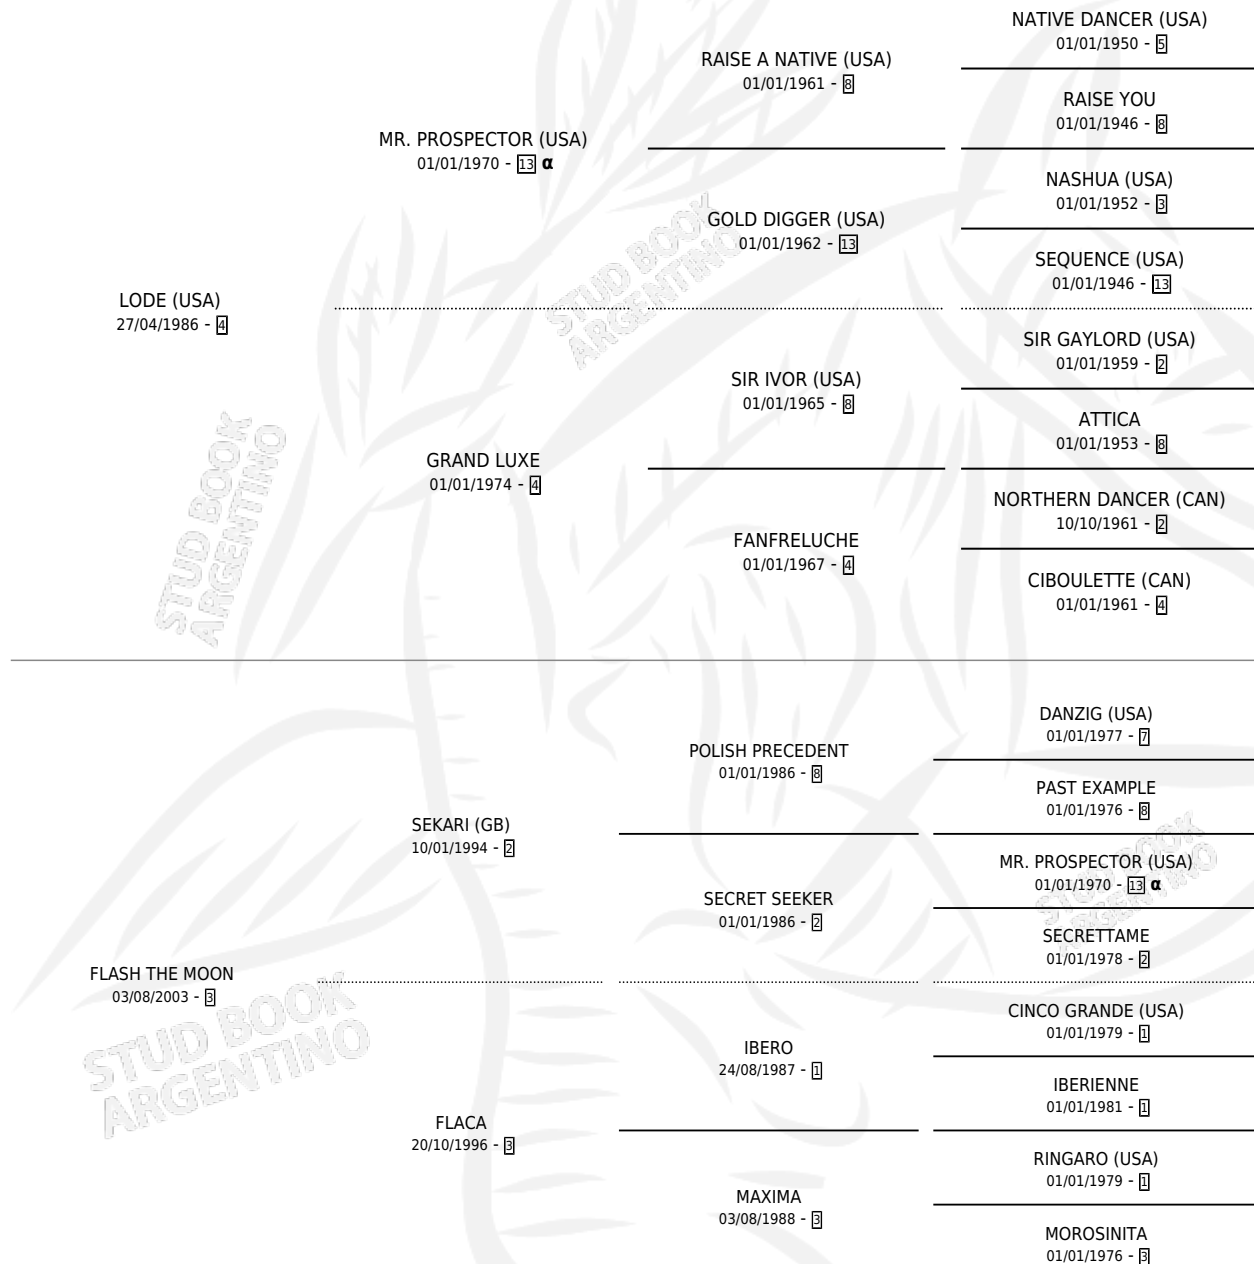 NATIVE DANCER (USA)
01/01/1950 - 5
RAISE A NATIVE (USA)
01/01/1961 - 8
RAISE YOU
01/01/1946 - 8
MR. PROSPECTOR (USA)
01/01/1970 - 13 α
NASHUA (USA)
01/01/1952 - 3
GOLD DIGGER (USA)
01/01/1962 - 13
SEQUENCE (USA)
01/01/1946 - 13
STUD BOOK
ARGENTINO
LODE (USA)
27/04/1986 - 4
SIR GAYLORD (USA)
01/01/1959 - 2
SIR IVOR (USA)
01/01/1965 - 8
ATTICA
01/01/1953 - 8
GRAND LUXE
01/01/1974 - 4
NORTHERN DANCER (CAN)
10/10/1961 - 2
FANFRELUCHE
01/01/1967 - 4
CIBOULETTE (CAN)
01/01/1961 - 4
STUD BOOK
ARGENTINO
DANZIG (USA)
01/01/1977 - 7
POLISH PRECEDENT
01/01/1986 - 8
PAST EXAMPLE
01/01/1976 - 8
SEKARI (GB)
10/01/1994 - 2
MR. PROSPECTOR (USA)
01/01/1970 - 13 α
SECRET SEEKER
01/01/1986 - 2
SECRETTAME
01/01/1978 - 2
STUD BOOK
ARGENTINO
FLASH THE MOON
03/08/2003 - 3
CINCO GRANDE (USA)
01/01/1979 - 1
IBERO
24/08/1987 - 1
IBERIENNE
01/01/1981 - 1
FLACA
20/10/1996 - 3
RINGARO (USA)
01/01/1979 - 1
MAXIMA
03/08/1988 - 3
MOROSINITA
01/01/1976 - 3
STUD BOOK
ARGENTINO